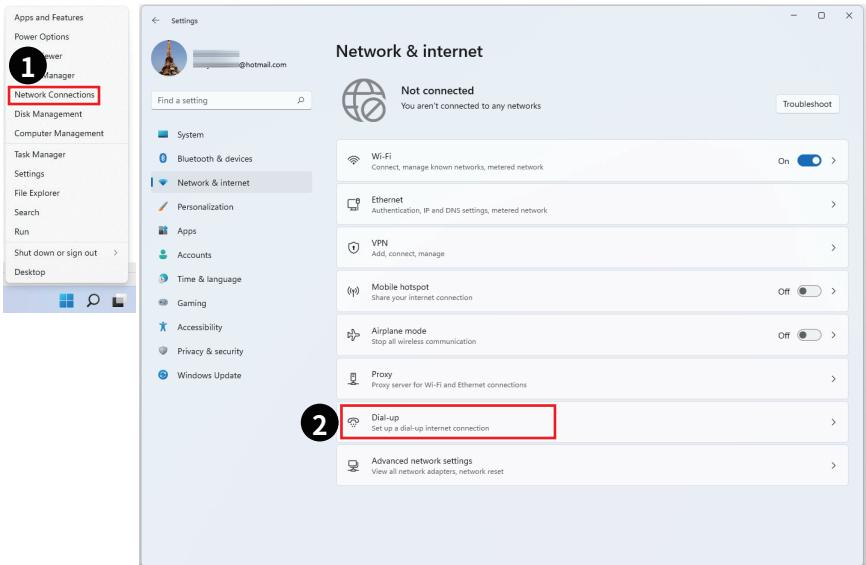 Apps and Features
Power Options
ewer
1
Manager
Network Connections
Disk Management
Computer Management
Task Manager
Settings
File Explorer
Search
Run
Shut down or sign out
Desktop
Settings
@hotmail.com
Find a setting
System
Bluetooth & devices
Network & internet
Personalization
Apps
Accounts
Time & language
Gaming
Accessibility
Privacy & security
Windows Update
Network & internet
Not connected
You aren't connected to any networks
Troubleshoot
Wi-Fi
Connect, manage known networks, metered network
On
Ethernet
Authentication, IP and DNS settings, metered network
VPN
Add, connect, manage
Mobile hotspot
Share your internet connection
Off
Airplane mode
Stop all wireless communication
Off
Proxy
Proxy server for Wi-Fi and Ethernet connections
2
Dial-up
Set up a dial-up internet connection
Advanced network settings
View all network adapters, network reset